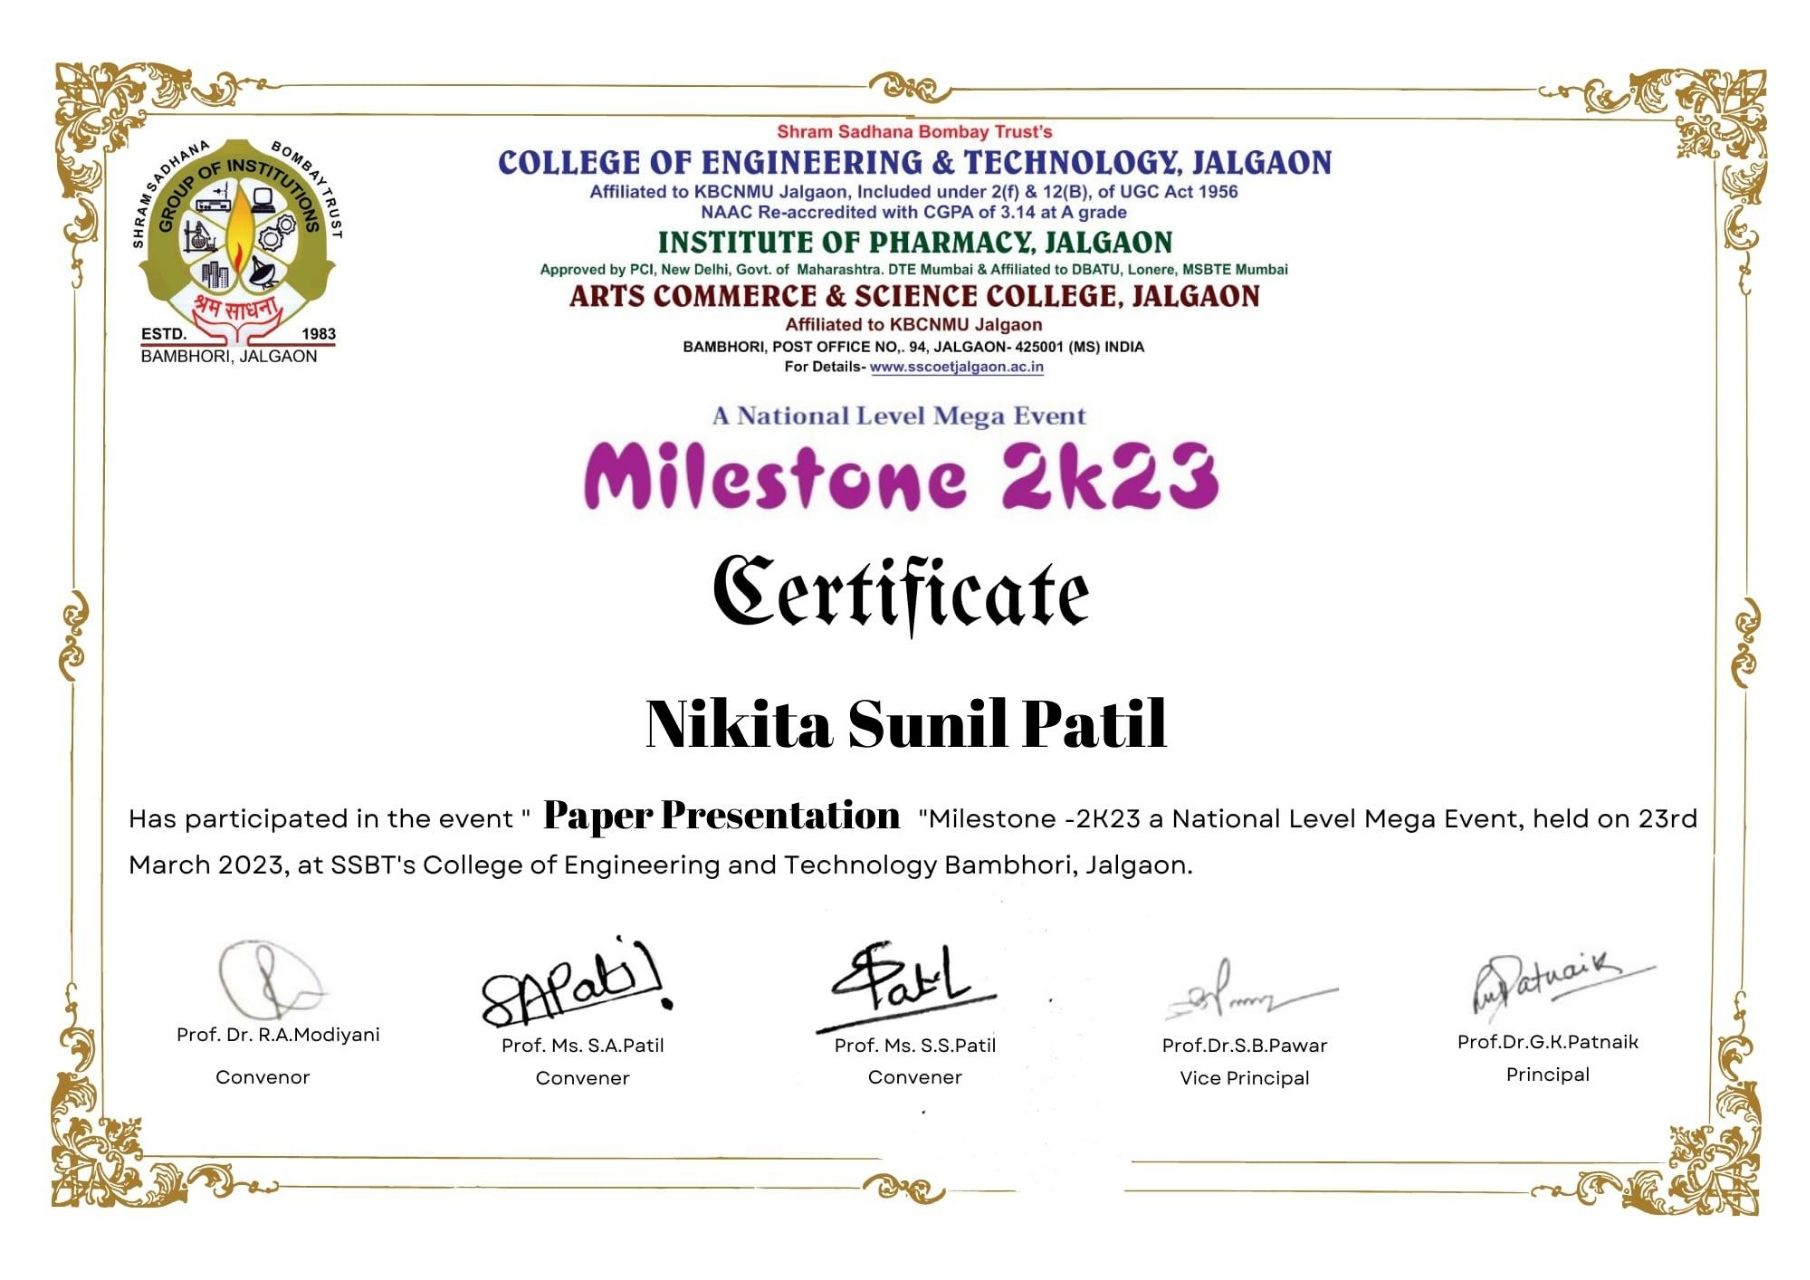 SHRAM SADHANA BOMBAY TRUST
GROUP OF INSTITUTIONS
श्रम साधना
ESTD. 1983
BAMBHORI, JALGAON
Shram Sadhana Bombay Trust's
COLLEGE OF ENGINEERING & TECHNOLOGY, JALGAON
Affiliated to KBCNMU Jalgaon, Included under 2(f) & 12(B), of UGC Act 1956
NAAC Re-accredited with CGPA of 3.14 at A grade
INSTITUTE OF PHARMACY, JALGAON
Approved by PCI, New Delhi, Govt. of Maharashtra. DTE Mumbai & Affiliated to DBATU, Lonere, MSBTE Mumbai
ARTS COMMERCE & SCIENCE COLLEGE, JALGAON
Affiliated to KBCNMU Jalgaon
BAMBHORI, POST OFFICE NO,. 94, JALGAON- 425001 (MS) INDIA
For Details- www.sscoetjalgaon.ac.in
A National Level Mega Event
Milestone 2k23
Certificate
Nikita Sunil Patil
Has participated in the event " Paper Presentation "Milestone -2K23 a National Level Mega Event, held on 23rd
March 2023, at SSBT's College of Engineering and Technology Bambhori, Jalgaon.
SAPatil SPatil Patnaik
Prof. Dr. R.A.Modiyani Prof. Ms. S.A.Patil Prof. Ms. S.S.Patil Prof.Dr.S.B.Pawar Prof.Dr.G.K.Patnaik
Convenor Convener Convener Vice Principal Principal